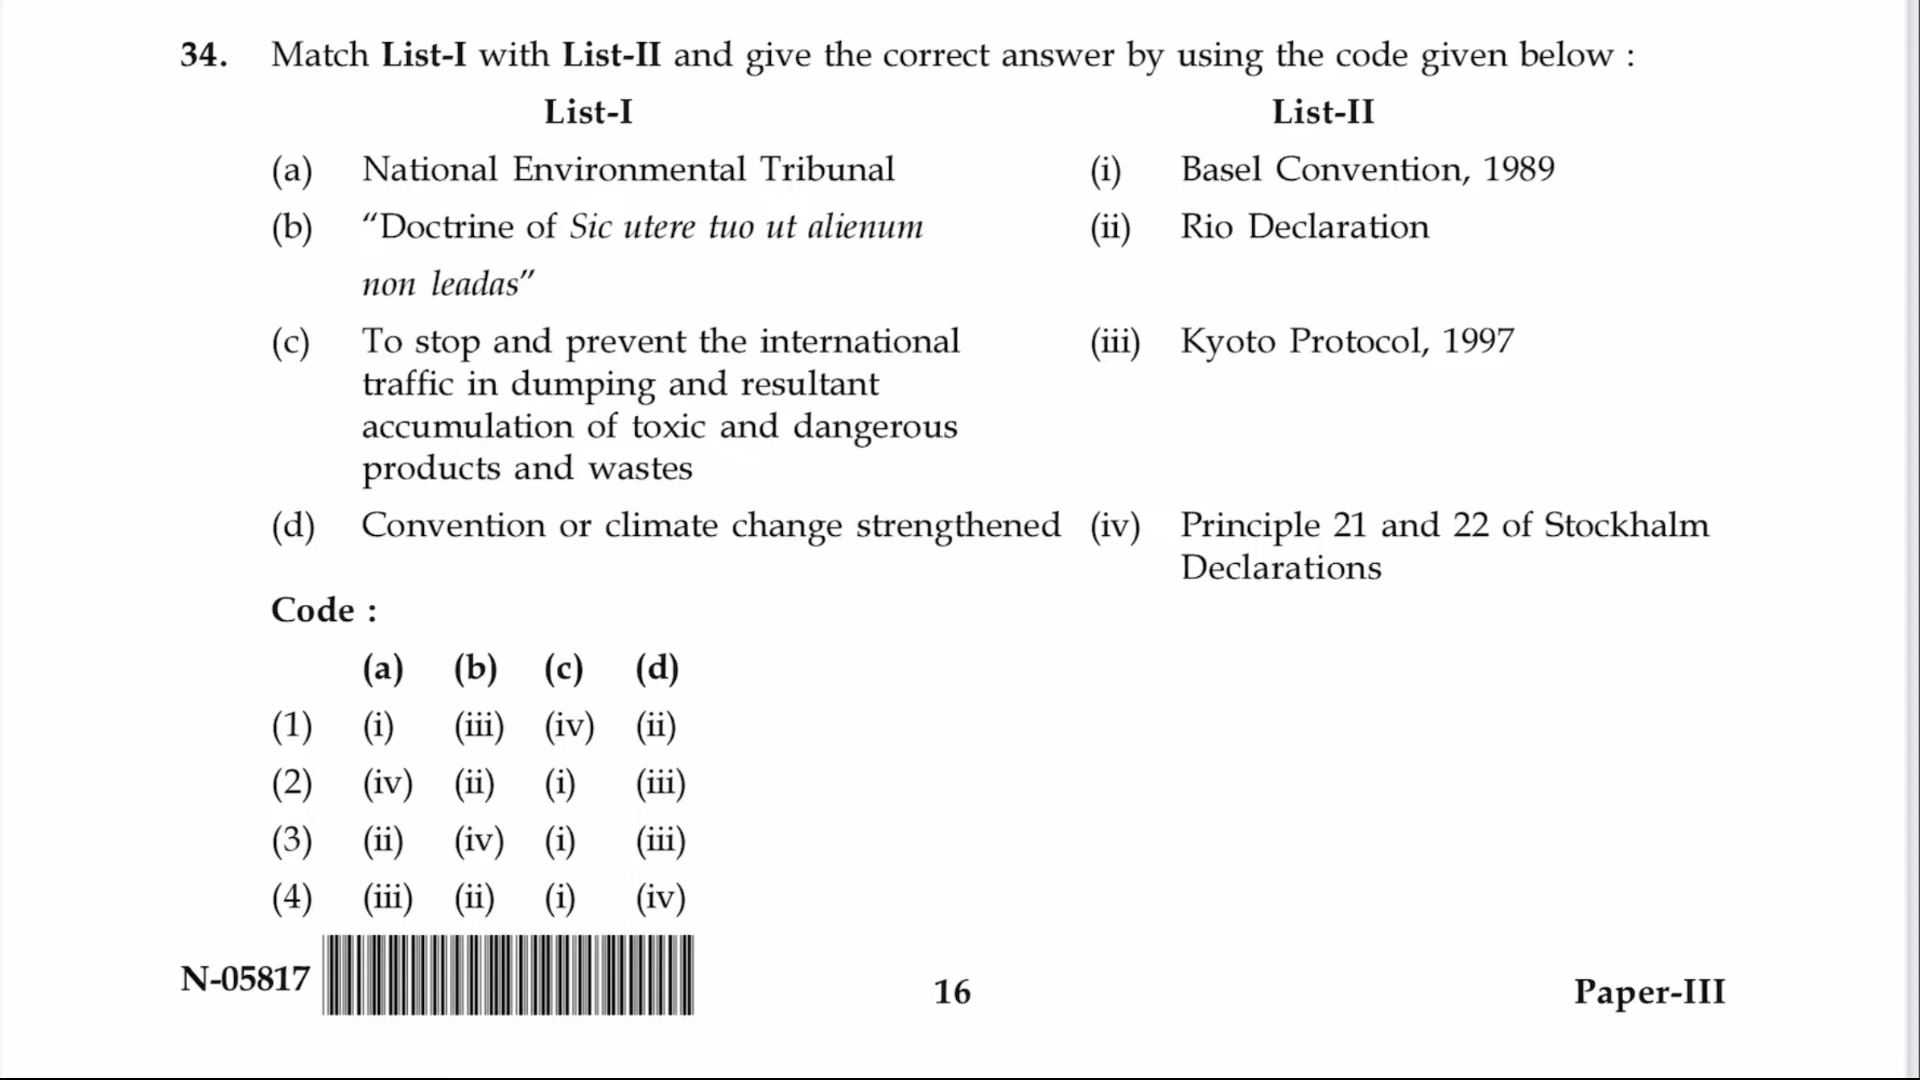 34. Match List-I with List-II and give the correct answer by using the code given below :
List-I List-II
(a) National Environmental Tribunal (i) Basel Convention, 1989
(b) “Doctrine of Sic utere tuo ut alienum (ii) Rio Declaration
non leadas”
(c) To stop and prevent the international (iii) Kyoto Protocol, 1997
traffic in dumping and resultant
accumulation of toxic and dangerous
products and wastes
(d) Convention or climate change strengthened (iv) Principle 21 and 22 of Stockhalm
Declarations
Code :
(a) (b) (c) (d)
(1) (i) (iii) (iv) (ii)
(2) (iv) (ii) (i) (iii)
(3) (ii) (iv) (i) (iii)
(4) (iii) (ii) (i) (iv)
N-05817 16 Paper-III